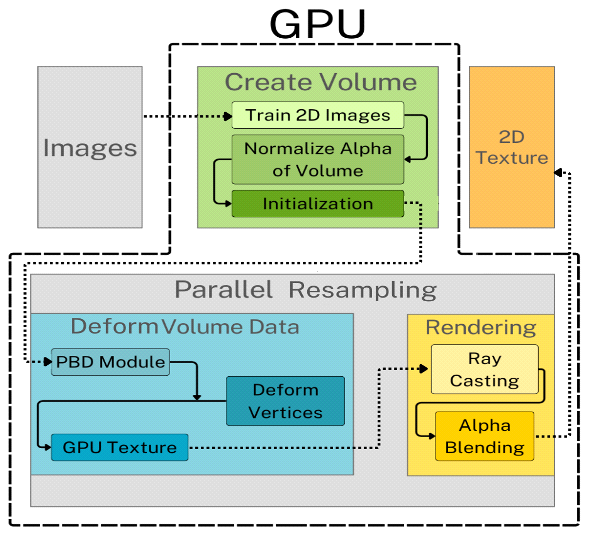 GPU
Images
Create Volume
Train 2D Images
Normalize Alpha
of Volume
Initialization
2D
Texture
Parallel Resampling
Deform Volume Data
PBD Module
Deform
Vertices
GPU Texture
Rendering
Ray
Casting
Alpha
Blending